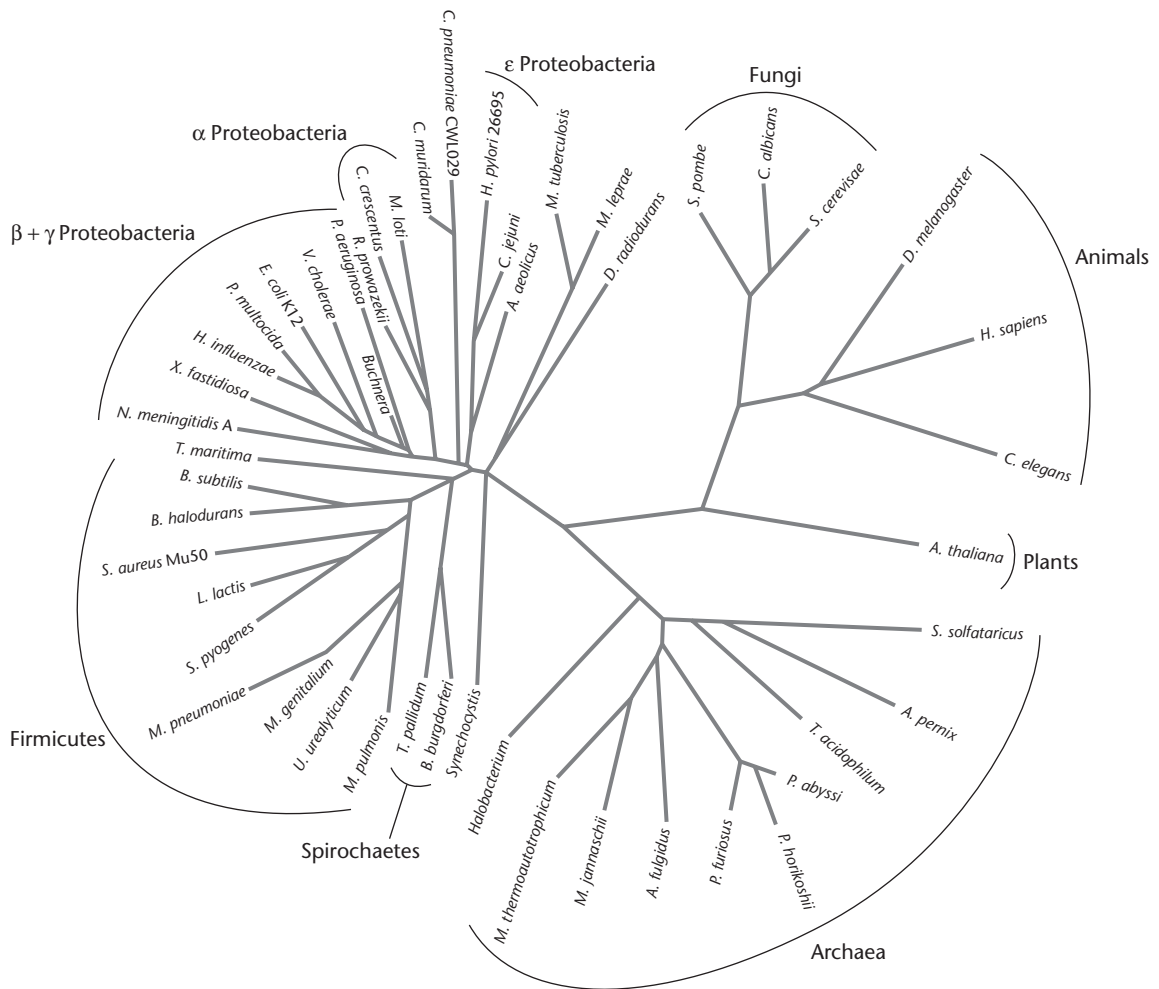 C. pneumoniae CWL029
ε Proteobacteria
Fungi
α Proteobacteria
C. muridarum
H. pylori 26695
M. tuberculosis
C. albicans
S. pombe
S. cerevisae
M. leprae
D. melanogaster
C. crescentus
M. loti
β + γ Proteobacteria
P. aeruginosa
R. prowazekii
C. jejuni
A. aeolicus
D. radiodurans
Animals
V. cholerae
E. coli K12
P. multocida
H. influenzae
H. sapiens
X. fastidiosa
Buchnera
N. meningitidis A
T. maritima
C. elegans
B. subtilis
B. halodurans
S. aureus Mu50
A. thaliana
Plants
L. lactis
S. pyogenes
S. solfataricus
M. pneumoniae
M. genitalium
U. urealyticum
M. pulmonis
T. pallidum
B. burgdorferi
Synechocystis
A. pernix
Firmicutes
T. acidophilum
Halobacterium
P. abyssi
Spirochaetes
M. thermoautotrophicum
M. jannaschii
A. fulgidus
P. furiosus
P. horikoshii
Archaea